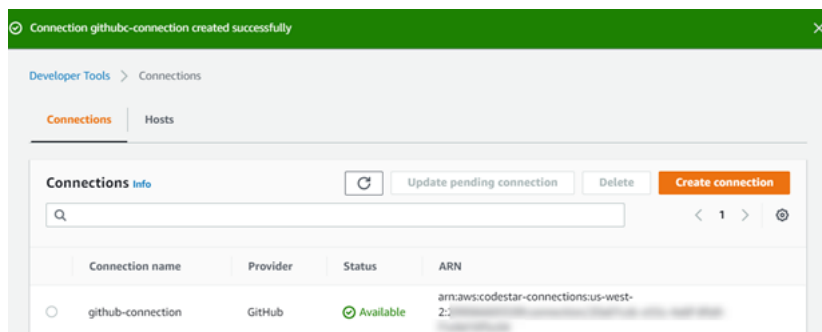 Connection githubc-connection created successfully
Developer Tools > Connections
Connections Hosts
Connections Info Update pending connection Delete Create connection
< 1 >
Connection name Provider Status ARN
github-connection GitHub Available arn:aws:codestar-connections:us-west-
2: